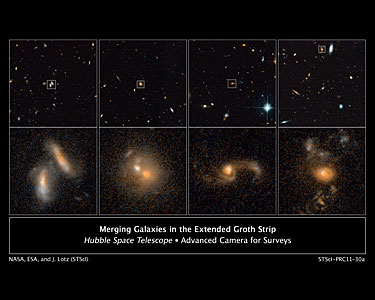 Merging Galaxies in the Extended Groth Strip
Hubble Space Telescope • Advanced Camera for Surveys
NASA, ESA, and J. Lotz (STScI)
STScI-PRC11-30a